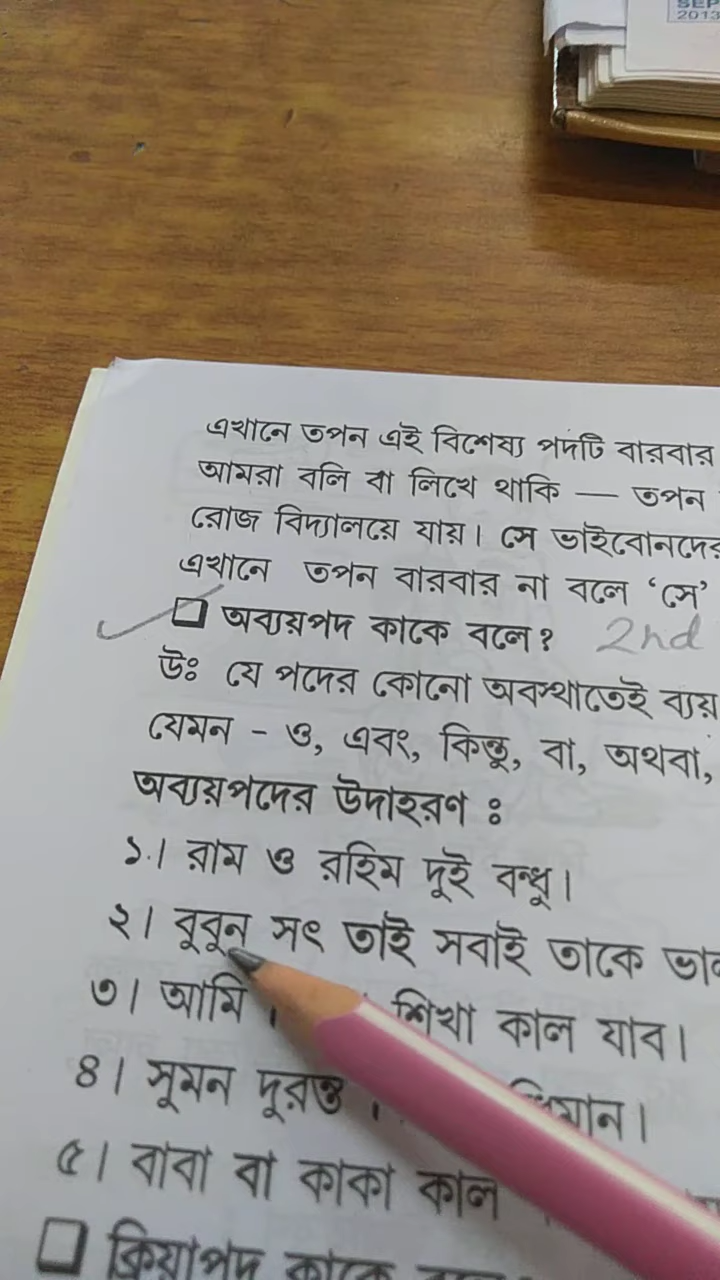 SEP
2013
এখানে তপন এই বিশেষ্য পদটি বারবার
আমরা বলি বা লিখে থাকি — তপন
রোজ বিদ্যালয়ে যায়। সে ভাইবোনদের
এখানে তপন বারবার না বলে ‘সে’
অব্যয়পদ কাকে বলে? 2nd
উঃ যে পদের কোনো অবস্থাতেই ব্যয়
যেমন - ও, এবং, কিন্তু, বা, অথবা,
অব্যয়পদের উদাহরণ ঃ
১। রাম ও রহিম দুই বন্ধু।
২। বুবুন সৎ তাই সবাই তাকে
৩। আমি শিখা কাল যাব।
৪। সুমন দুরন্ত
৫। বাবা বা কাকা কাল
ক্রিয়াপদ কাকে বলে